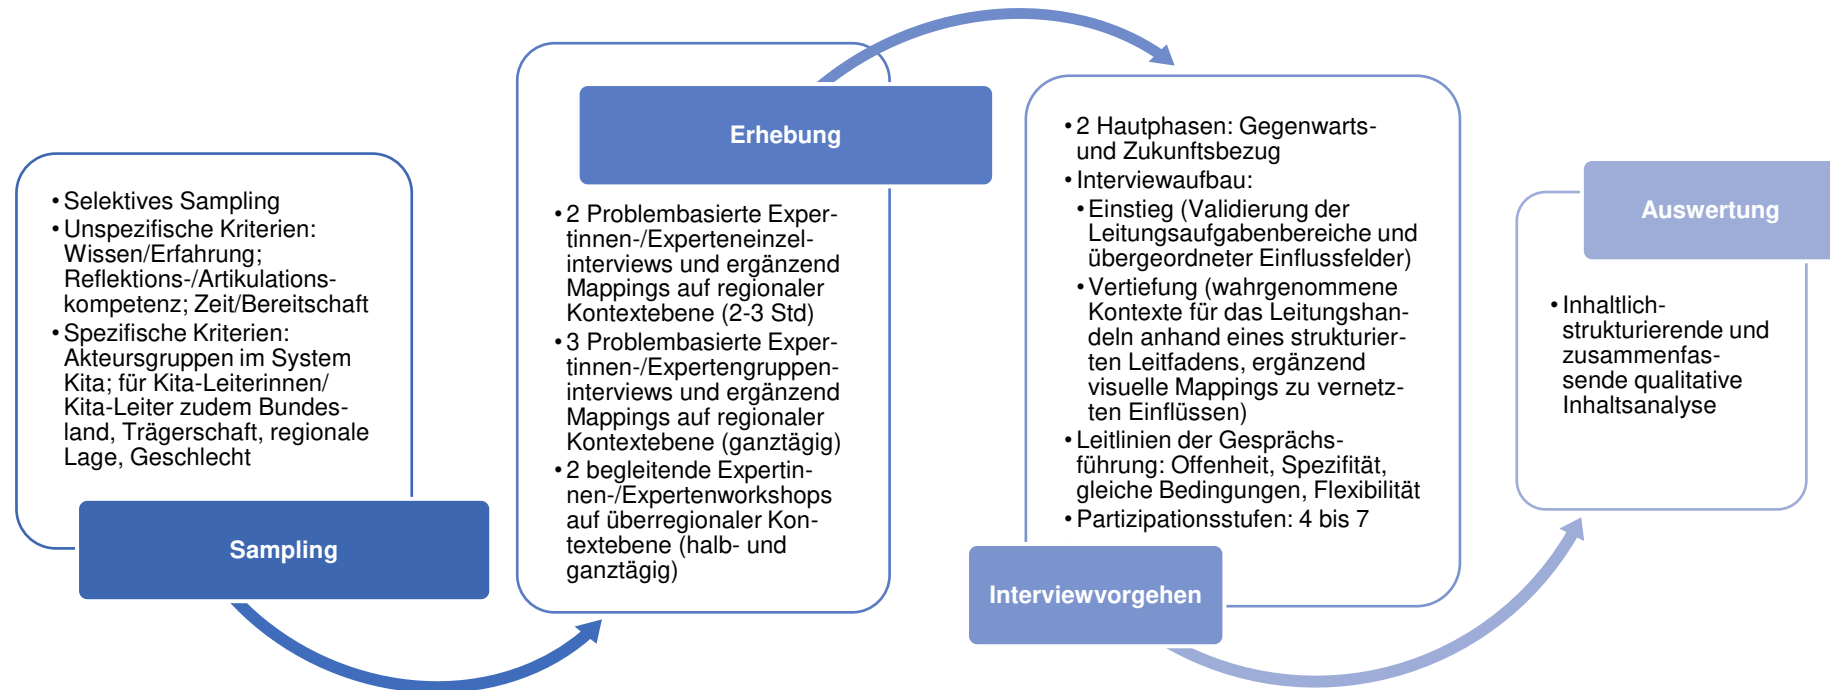 • Selektives Sampling
• Unspezifische Kriterien:
Wissen/Erfahrung;
Reflektions-/Artikulations-
kompetenz; Zeit/Bereitschaft
• Spezifische Kriterien:
Akteursgruppen im System
Kita; für Kita-Leiterinnen/
Kita-Leiter zudem Bundes-
land, Trägerschaft, regionale
Lage, Geschlecht
Sampling
Erhebung
• 2 Problembasierte Exper-
tinnen-/Experteneinzel-
interviews und ergänzend
Mappings auf regionaler
Kontextebene (2-3 Std)
• 3 Problembasierte Exper-
tinnen-/Expertengruppen-
interviews und ergänzend
Mappings auf regionaler
Kontextebene (ganztägig)
• 2 begleitende Expertin-
nen-/Expertenworkshops
auf überregionaler Kon-
textebene (halb- und
ganztägig)
• 2 Hautphasen: Gegenwarts-
und Zukunftsbezug
• Interviewaufbau:
• Einstieg (Validierung der
Leitungsaufgabenbereiche und
übergeordneter Einflussfelder)
• Vertiefung (wahrgenommene
Kontexte für das Leitungshan-
deln anhand eines strukturier-
ten Leitfadens, ergänzend
visuelle Mappings zu vernetz-
ten Einflüssen)
• Leitlinien der Gesprächs-
führung: Offenheit, Spezifität,
gleiche Bedingungen, Flexibilität
• Partizipationsstufen: 4 bis 7
Interviewvorgehen
Auswertung
• Inhaltlich-
strukturierende und
zusammenfas-
sende qualitative
Inhaltsanalyse